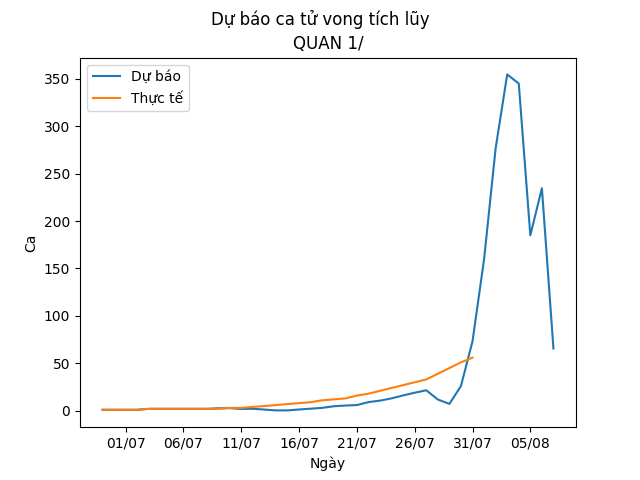 Dự báo ca tử vong tích lũy
QUAN 1/
Dự báo
Thực tế
350
300
250
200
150
100
50
0
Ca
01/07 06/07 11/07 16/07 21/07 26/07 31/07 05/08
Ngày